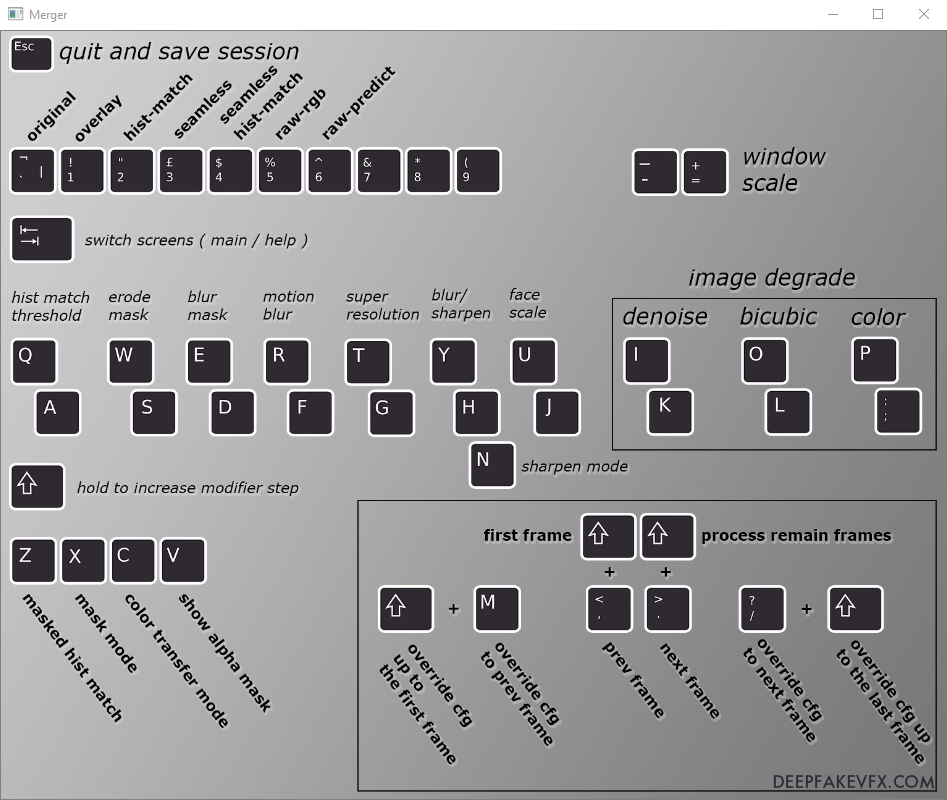 Merger
Esc quit and save session
original
overlay
hist-match
seamless
seamless
hist-match
raw-rgb
raw-predict
¬ ` |
! 1
" 2
£ 3
$ 4
% 5
^ 6
& 7
* 8
( 9
_ -
+ =
window
scale
switch screens ( main / help )
hist match
threshold
erode
mask
blur
mask
motion
blur
super
resolution
blur/
sharpen
face
scale
image degrade
denoise bicubic color
Q W E R T Y U I O P
A S D F G H J K L : ;
N sharpen mode
hold to increase modifier step
Z X C V
masked hist match
mask mode
color transfer mode
show alpha mask
first frame process remain frames
+ +
+ M < , > . ? / +
override cfg
up to
the first frame
override cfg
to prev frame
prev frame
next frame
override cfg
to next frame
override cfg up
to the last frame
DEEPFAKEVFX.COM